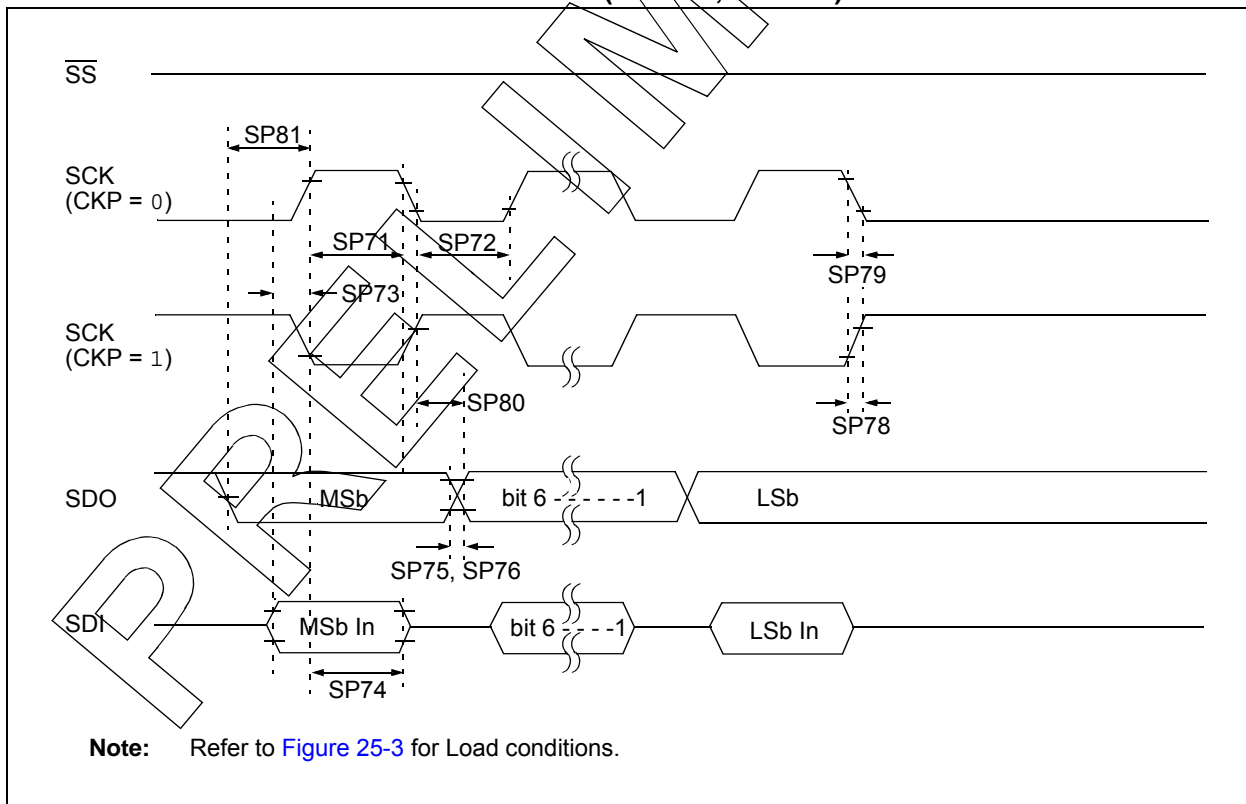 SS
SP81
SCK
(CKP = 0)
SP71
SP72
SP79
SP73
SCK
(CKP = 1)
SP80
SP78
SDO
MSb
bit 6 - - - - - -1
LSb
SP75, SP76
SDI
MSb In
bit 6 - - - -1
LSb In
SP74
Note: Refer to Figure 25-3 for Load conditions.